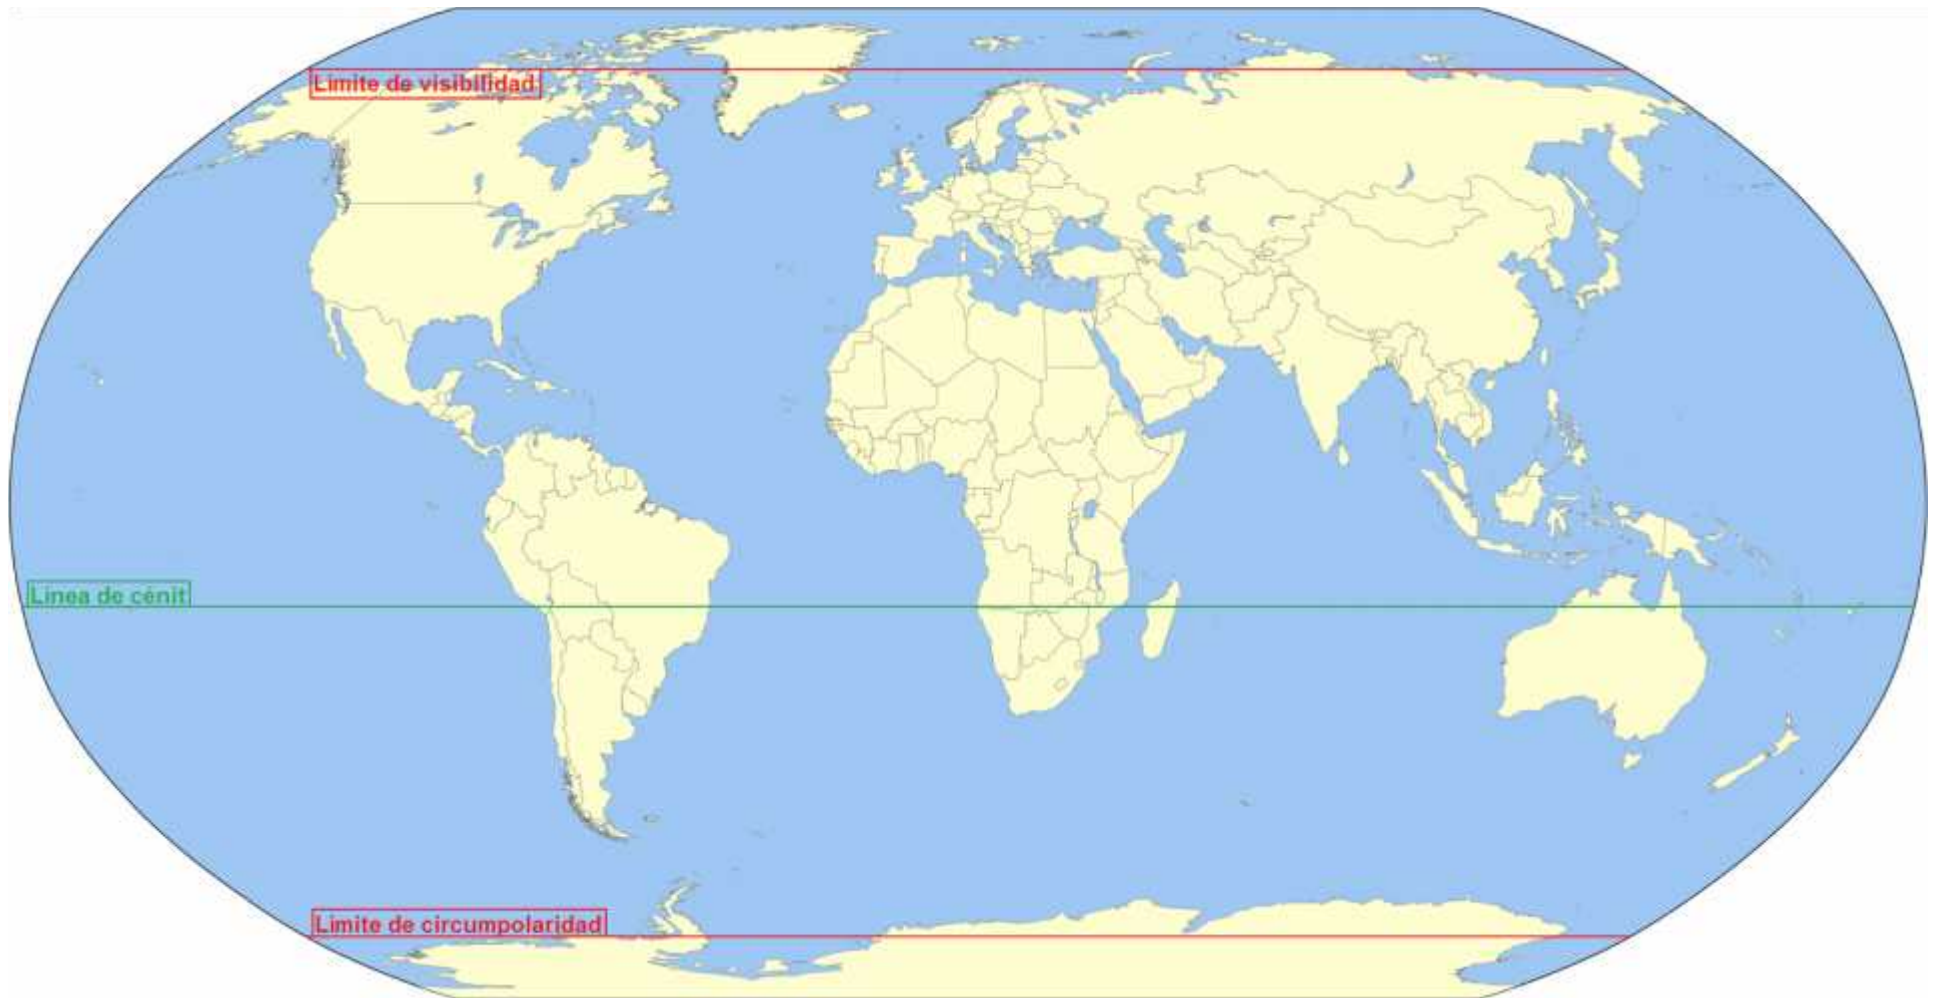 Límite de visibilidad
Línea de cénit
Límite de circumpolaridad